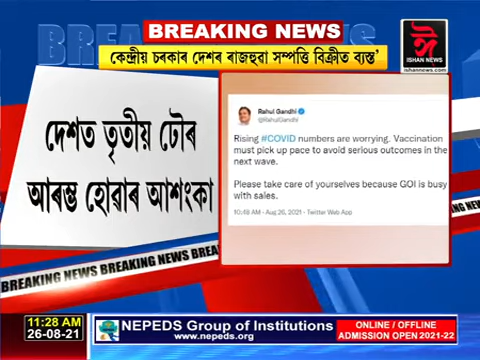 BREAKING NEWS
কেন্দ্ৰীয় চৰকাৰ দেশৰ ৰাজহুৱা সম্পত্তি বিক্ৰীত ব্যস্ত’
ঈ
ISHAN NEWS
ishannews.com
দেশত তৃতীয় ঢৌৰ
আৰম্ভ হোৱাৰ আশংকা
Rahul Gandhi
@RahulGandhi
Rising #COVID numbers are worrying. Vaccination
must pick up pace to avoid serious outcomes in the
next wave.
Please take care of yourselves because GOI is busy
with sales.
10:48 AM - Aug 26, 2021 - Twitter Web App
BREAKING NEWS BREAKING NEWS BREAKING NEWS
11:28 AM
26-08-21
NEPEDS Group of Institutions
www.nepeds.org
ONLINE / OFFLINE
ADMISSION OPEN 2021-22